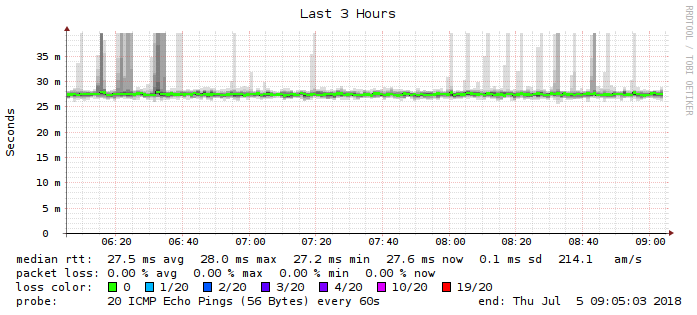 Last 3 Hours
RRDTOOL / TOBI OETIKER
Seconds
35 m
30 m
25 m
20 m
15 m
10 m
5 m
0
06:20 06:40 07:00 07:20 07:40 08:00 08:20 08:40 09:00
median rtt: 27.5 ms avg 28.0 ms max 27.2 ms min 27.6 ms now 0.1 ms sd 214.1 am/s
packet loss: 0.00 % avg 0.00 % max 0.00 % min 0.00 % now
loss color: 0 1/20 2/20 3/20 4/20 10/20 19/20
probe: 20 ICMP Echo Pings (56 Bytes) every 60s end: Thu Jul 5 09:05:03 2018